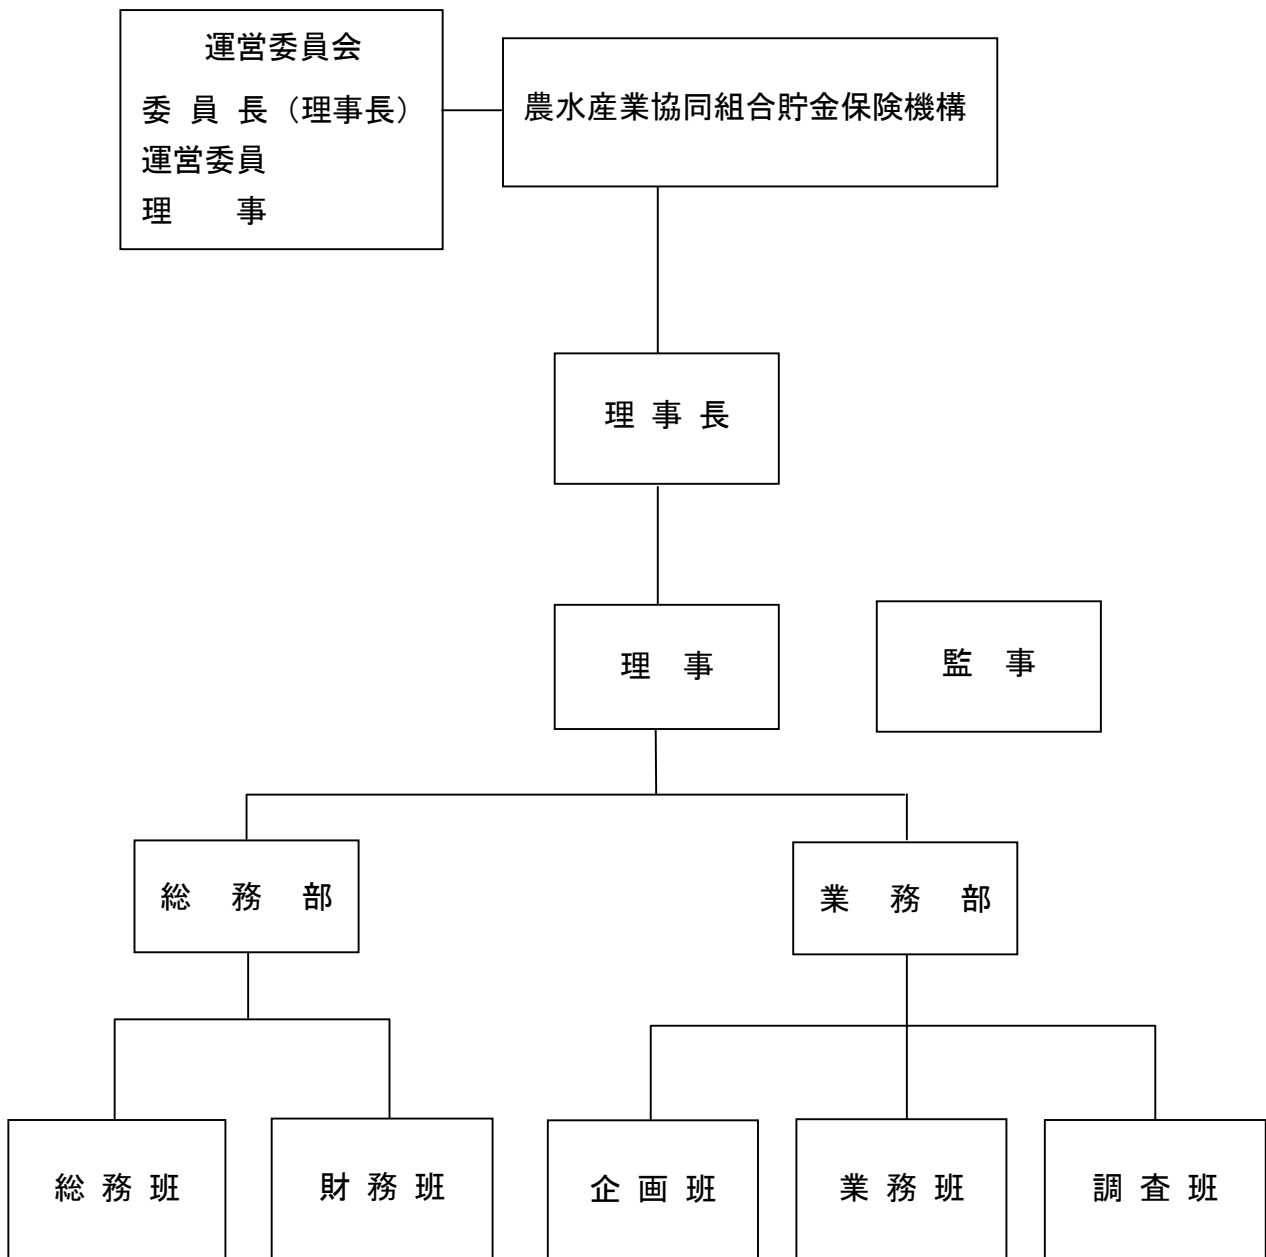 運営委員会
委 員 長（理事長）
運営委員
理　　事
農水産業協同組合貯金保険機構
理 事 長
理　事
監　事
総　務　部
業　務　部
総 務 班
財 務 班
企 画 班
業 務 班
調 査 班